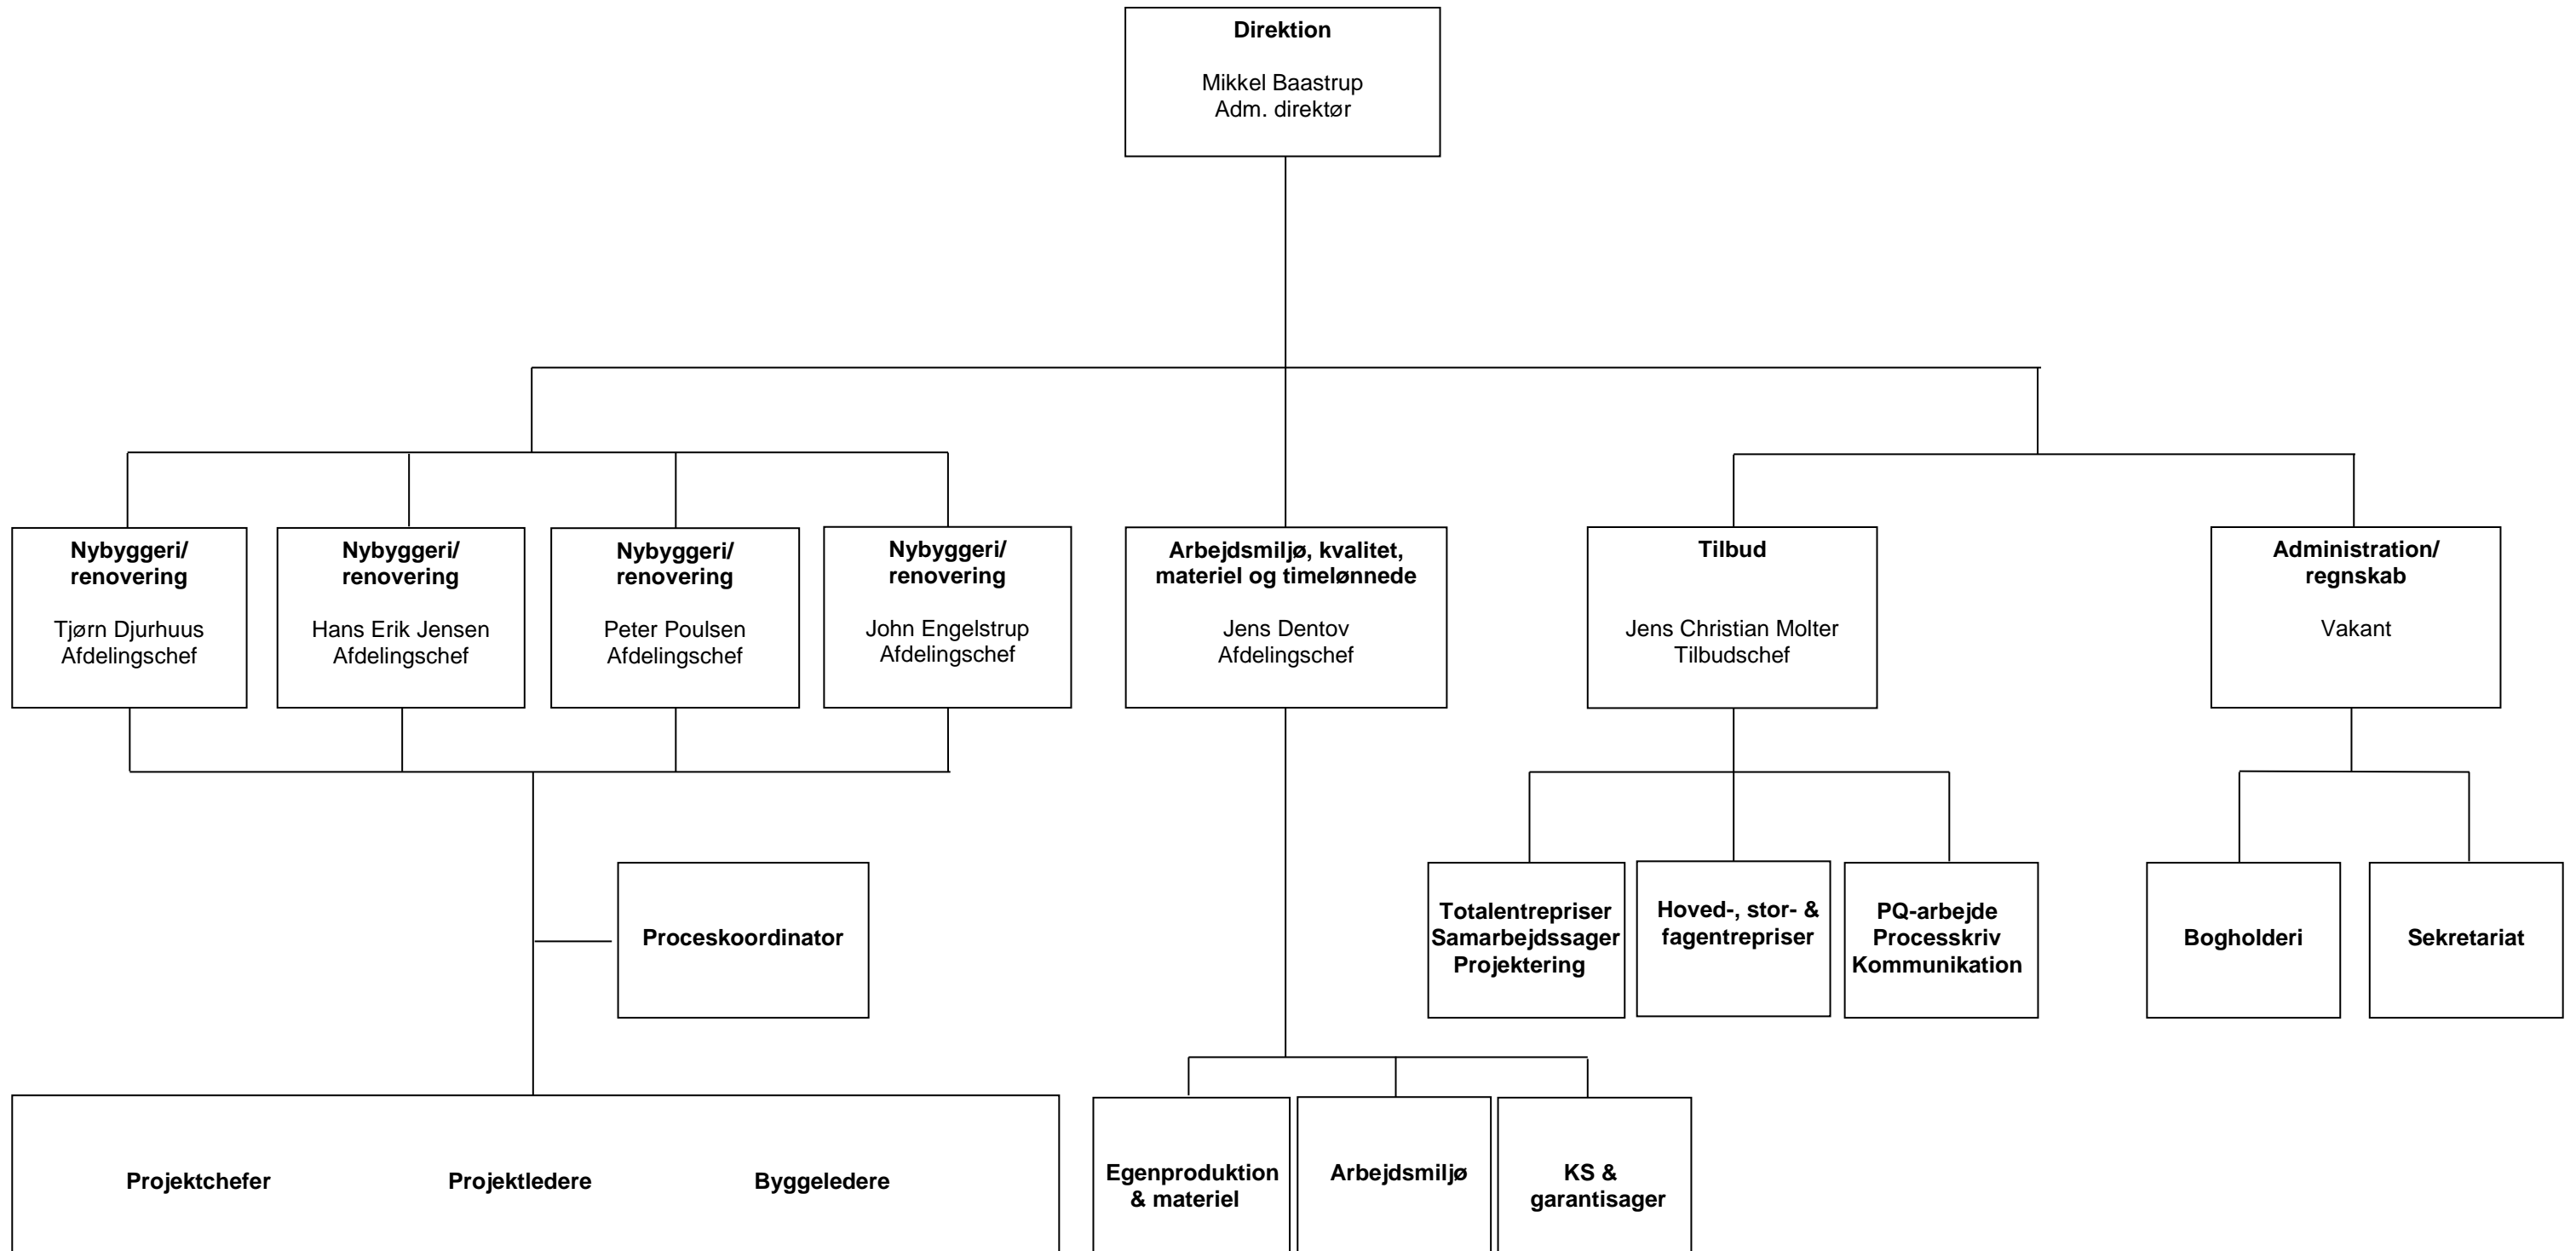 Direktion
Mikkel Baastrup
Adm. direktør
Nybyggeri/
renovering
Tjørn Djurhuus
Afdelingschef
Nybyggeri/
renovering
Hans Erik Jensen
Afdelingschef
Nybyggeri/
renovering
Peter Poulsen
Afdelingschef
Nybyggeri/
renovering
John Engelstrup
Afdelingschef
Arbejdsmiljø, kvalitet,
materiel og timelønnede
Jens Dentov
Afdelingschef
Tilbud
Jens Christian Molter
Tilbudschef
Administration/
regnskab
Vakant
Proceskoordinator
Totalentrepriser
Samarbejdssager
Projektering
Hoved-, stor- &
fagentrepriser
PQ-arbejde
Processkriv
Kommunikation
Bogholderi
Sekretariat
Projektchefer
Projektledere
Byggeledere
Egenproduktion
& materiel
Arbejdsmiljø
KS &
garantisager